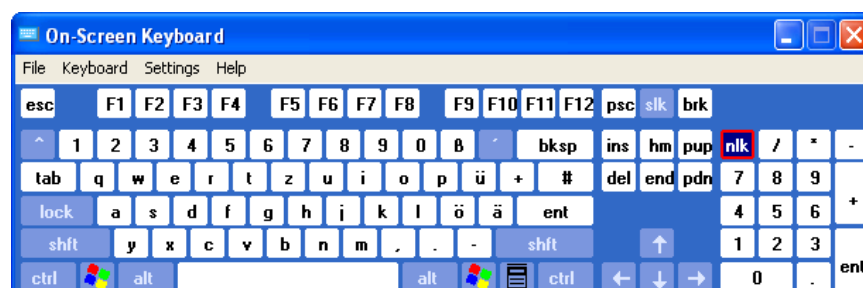 On-Screen Keyboard
File Keyboard Settings Help
esc F1 F2 F3 F4 F5 F6 F7 F8 F9 F10 F11 F12 psc slk brk
^ 1 2 3 4 5 6 7 8 9 0 ß ´ bksp ins hm pup nlk / * -
tab q w e r t z u i o p ü + # del end pdn 7 8 9
lock a s d f g h j k l ö ä ent 4 5 6 +
shft y x c v b n m , . - shft ↑ 1 2 3
ctrl alt alt ctrl ← ↓ → 0 . ent